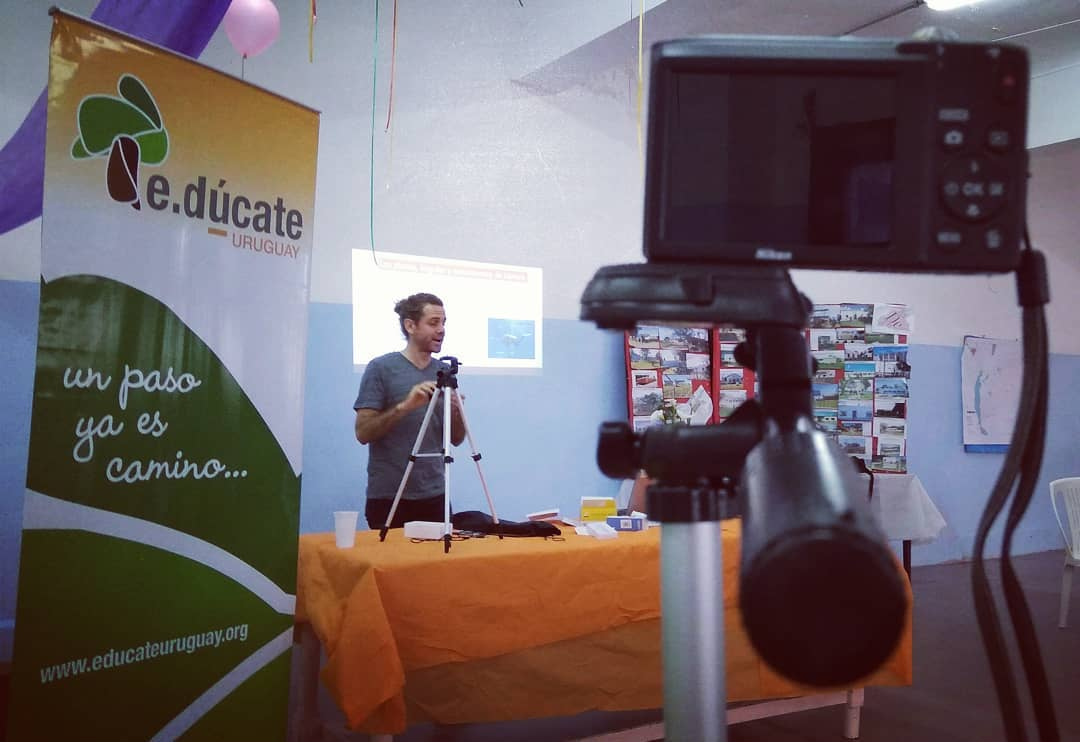 e.dúcate
URUGUAY
un paso
ya es
camino...
www.educateuruguay.org
Nikon
OK